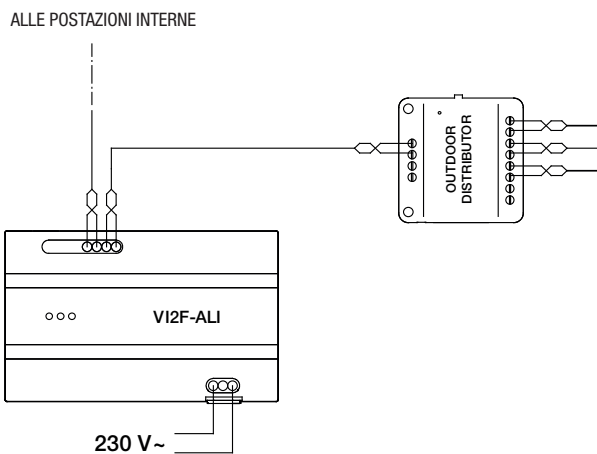 ALLE POSTAZIONI INTERNE
OUTDOOR
DISTRIBUTOR
VI2F-ALI
230 V~